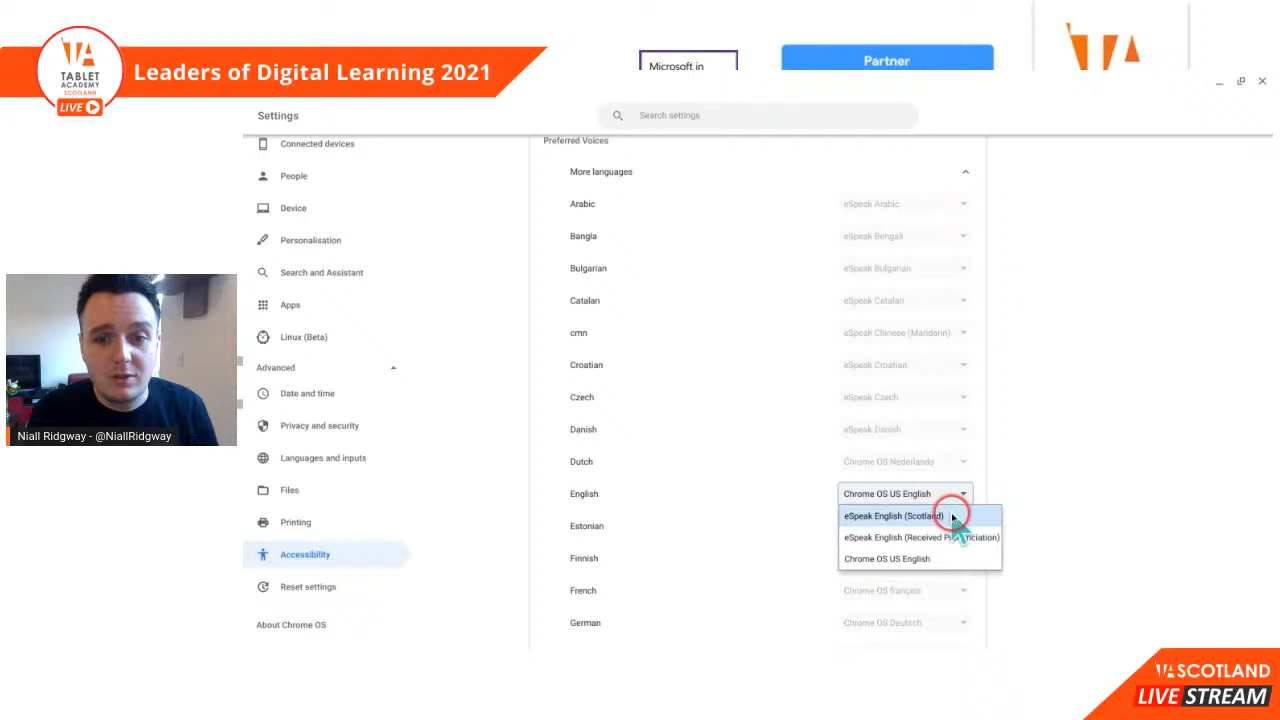 TABLET
ACADEMY
SCOTLAND
LIVE
Leaders of Digital Learning 2021
Microsoft in
Partner
Settings
Search settings
Connected devices
People
Device
Personalisation
Search and Assistant
Apps
Linux (Beta)
Advanced
Date and time
Privacy and security
Languages and inputs
Files
Printing
Accessibility
Reset settings
About Chrome OS
Preferred Voices
More languages
Arabic
eSpeak Arabic
Bangla
eSpeak Bengali
Bulgarian
eSpeak Bulgarian
Catalan
eSpeak Catalan
cmn
eSpeak Chinese (Mandarin)
Croatian
eSpeak Croatian
Czech
eSpeak Czech
Danish
eSpeak Danish
Dutch
Chrome OS Nederlands
English
Chrome OS US English
eSpeak English (Scotland)
eSpeak English (Received Pronunciation)
Chrome OS US English
Estonian
Finnish
French
Chrome OS français
German
Chrome OS Deutsch
Niall Ridgway - @NiallRidgway
TA SCOTLAND
LIVE STREAM